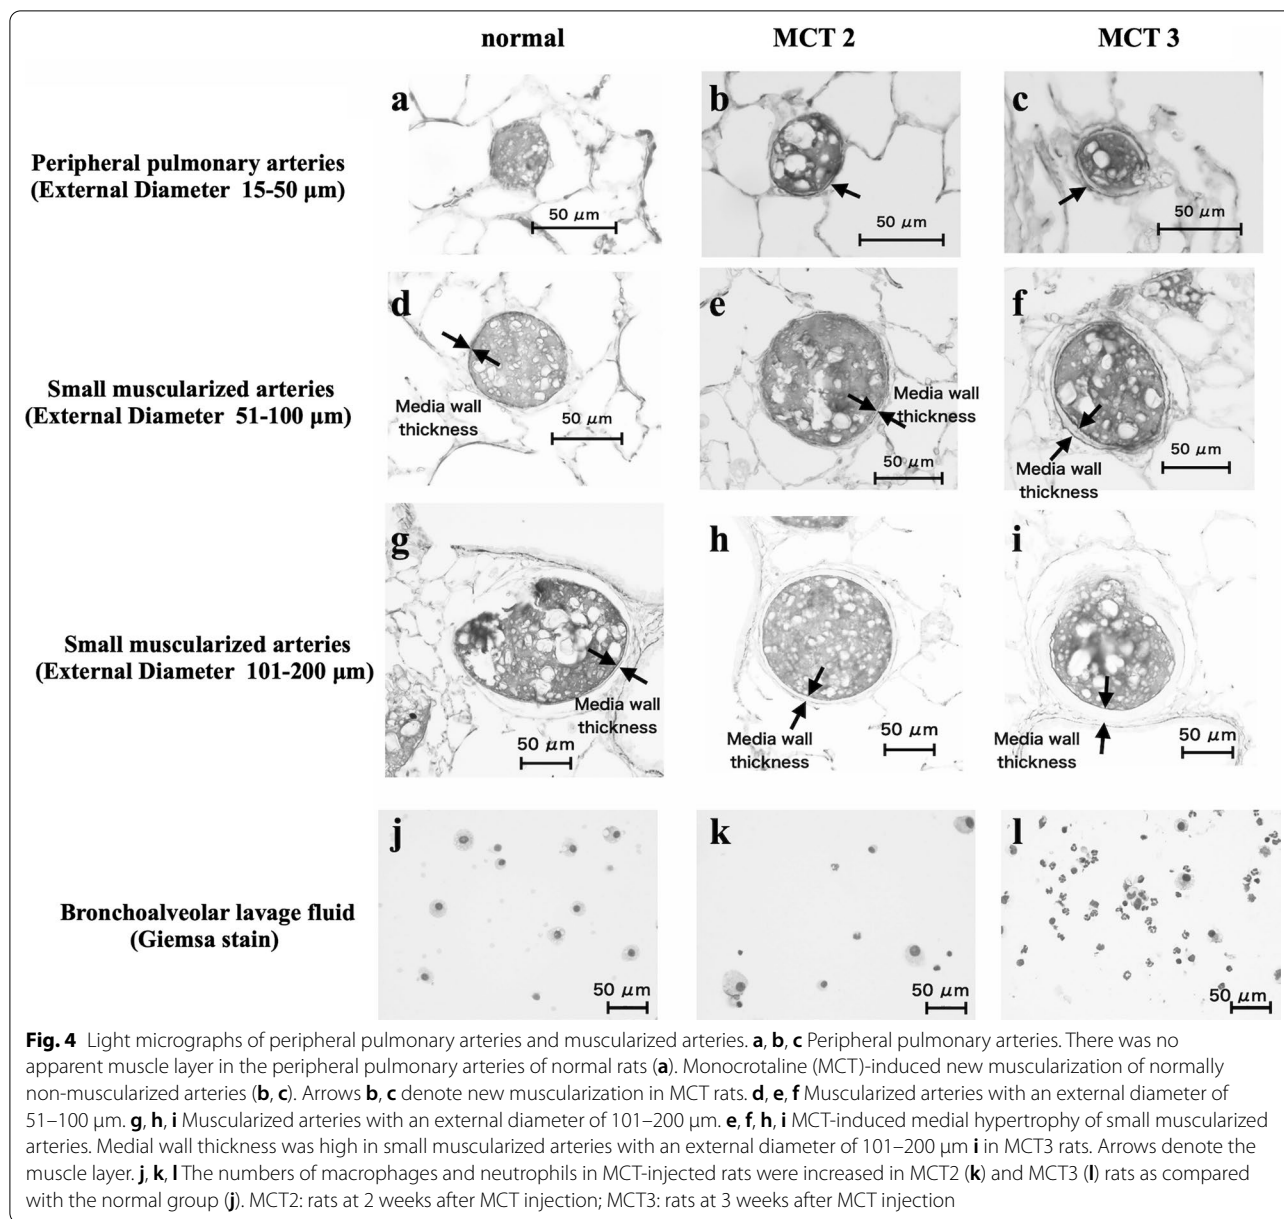 normal MCT 2 MCT 3
a b c
Peripheral pulmonary arteries
(External Diameter 15-50 μm)
50 μm 50 μm 50 μm
d e f
Small muscularized arteries
(External Diameter 51-100 μm)
Media wall
thickness
50 μm
Media wall
thickness
50 μm
Media wall
thickness
50 μm
g h i
Small muscularized arteries
(External Diameter 101-200 μm)
Media wall
thickness
50 μm
Media wall
thickness
50 μm
Media wall
thickness
50 μm
j k l
Bronchoalveolar lavage fluid
(Giemsa stain)
50 μm 50 μm 50 μm
Fig. 4 Light micrographs of peripheral pulmonary arteries and muscularized arteries. a, b, c Peripheral pulmonary arteries. There was no
apparent muscle layer in the peripheral pulmonary arteries of normal rats (a). Monocrotaline (MCT)-induced new muscularization of normally
non-muscularized arteries (b, c). Arrows b, c denote new muscularization in MCT rats. d, e, f Muscularized arteries with an external diameter of
51–100 μm. g, h, i Muscularized arteries with an external diameter of 101–200 μm. e, f, h, i MCT-induced medial hypertrophy of small muscularized
arteries. Medial wall thickness was high in small muscularized arteries with an external diameter of 101–200 μm i in MCT3 rats. Arrows denote the
muscle layer. j, k, l The numbers of macrophages and neutrophils in MCT-injected rats were increased in MCT2 (k) and MCT3 (l) rats as compared
with the normal group (j). MCT2: rats at 2 weeks after MCT injection; MCT3: rats at 3 weeks after MCT injection